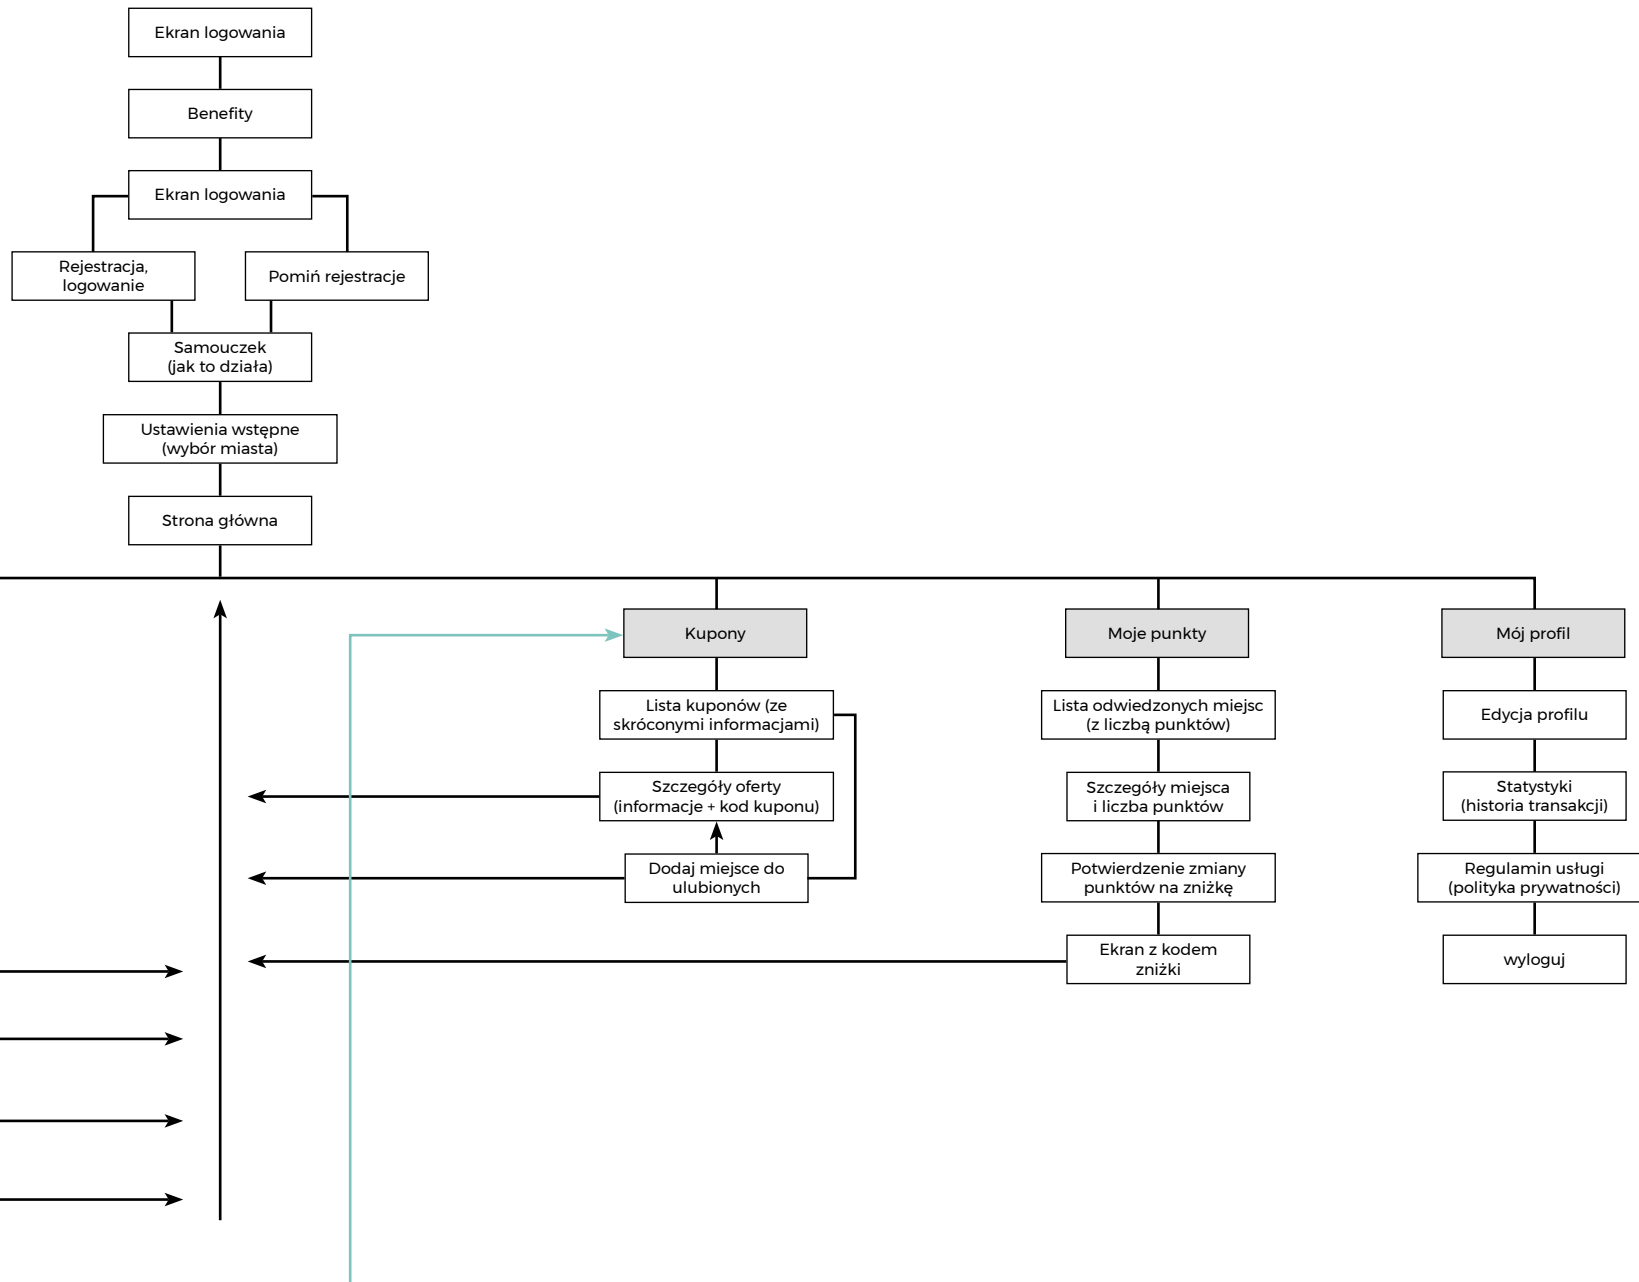 Ekran logowania
Benefity
Ekran logowania
Rejestracja,
logowanie
Pomiń rejestracje
Samouczek
(jak to działa)
Ustawienia wstępne
(wybór miasta)
Strona główna
Kupony
Lista kuponów (ze
skróconymi informacjami)
Szczegóły oferty
(informacje + kod kuponu)
Dodaj miejsce do
ulubionych
Moje punkty
Lista odwiedzonych miejsc
(z liczbą punktów)
Szczegóły miejsca
i liczba punktów
Potwierdzenie zmiany
punktów na zniżkę
Ekran z kodem
zniżki
Mój profil
Edycja profilu
Statystyki
(historia transakcji)
Regulamin usługi
(polityka prywatności)
wyloguj